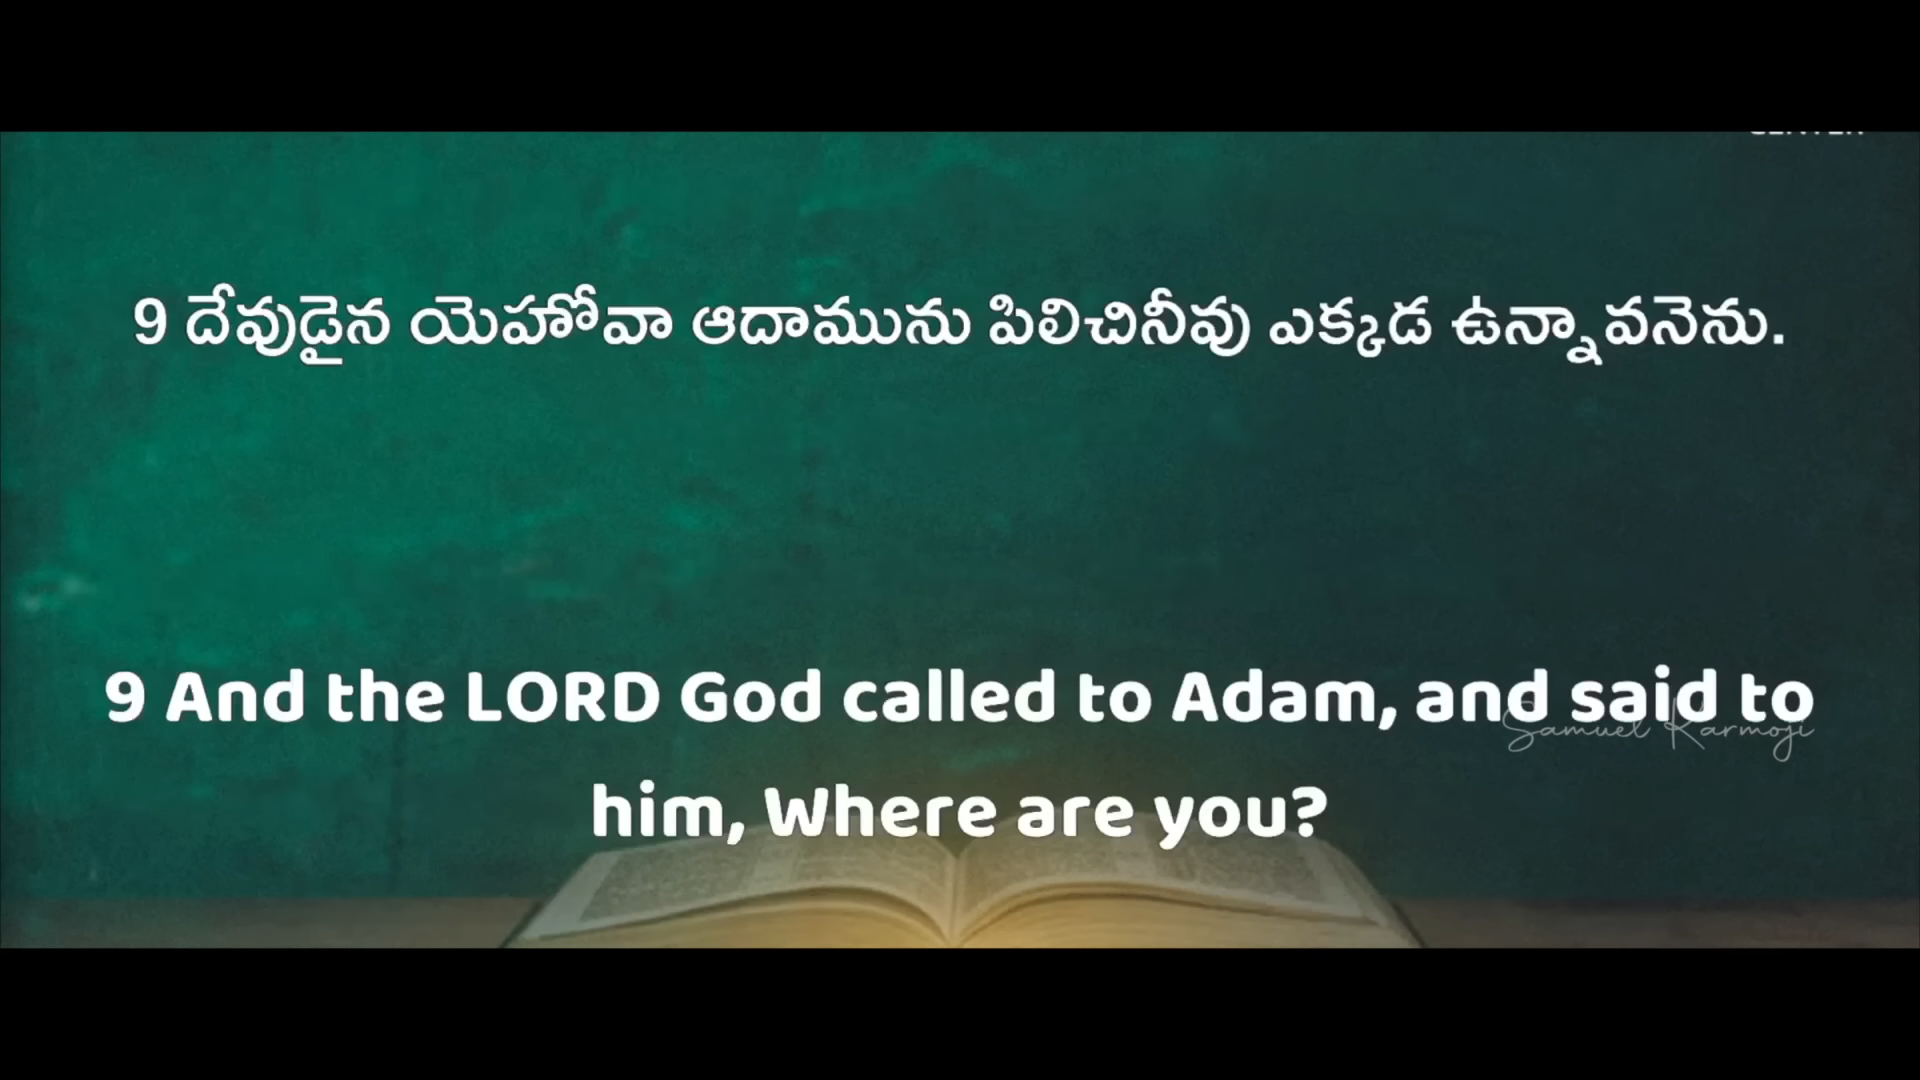 9 దేవుడైన యెహోవా ఆదామును పిలిచినీవు ఎక్కడ ఉన్నావనెను.
9 And the LORD God called to Adam, and said to
Samuel Karmoji
him, Where are you?